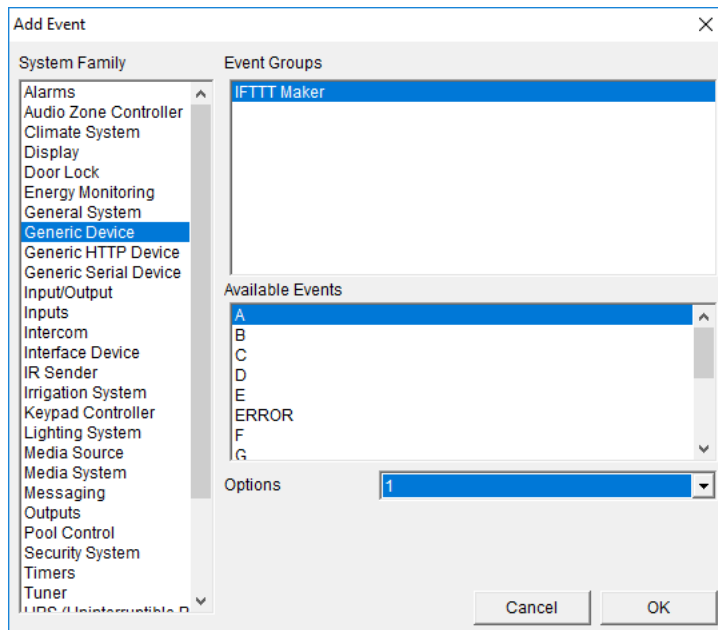 Add Event
System Family
Alarms
Audio Zone Controller
Climate System
Display
Door Lock
Energy Monitoring
General System
Generic Device
Generic HTTP Device
Generic Serial Device
Input/Output
Inputs
Intercom
Interface Device
IR Sender
Irrigation System
Keypad Controller
Lighting System
Media Source
Media System
Messaging
Outputs
Pool Control
Security System
Timers
Tuner
Event Groups
IFTTT Maker
Available Events
A
B
C
D
E
ERROR
F
G
Options
1
Cancel
OK